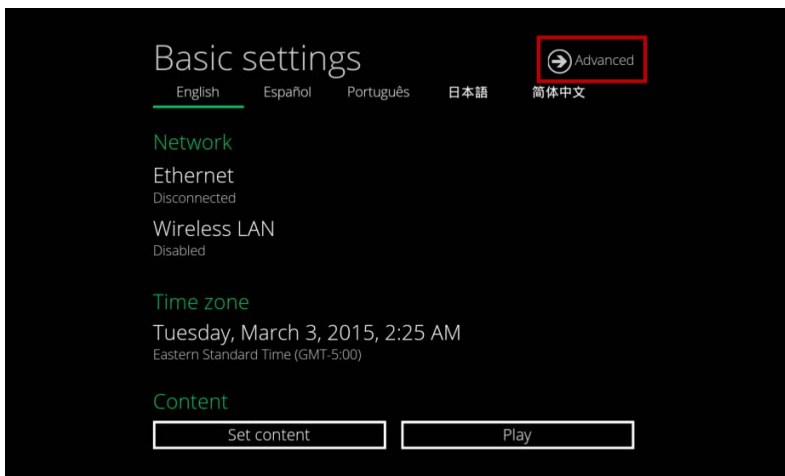 Basic settings
Advanced
English Español Português 日本語 简体中文
Network
Ethernet
Disconnected
Wireless LAN
Disabled
Time zone
Tuesday, March 3, 2015, 2:25 AM
Eastern Standard Time (GMT-5:00)
Content
Set content Play